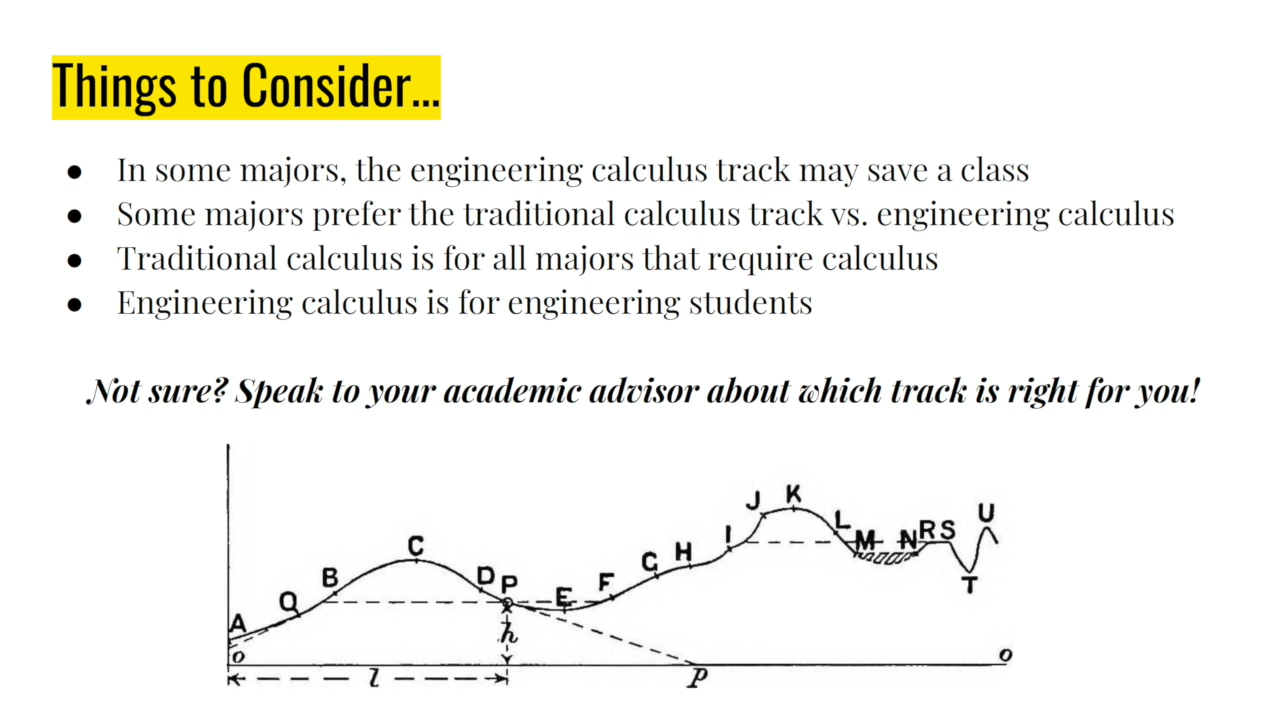 Things to Consider...
● In some majors, the engineering calculus track may save a class
● Some majors prefer the traditional calculus track vs. engineering calculus
● Traditional calculus is for all majors that require calculus
● Engineering calculus is for engineering students
Not sure? Speak to your academic advisor about which track is right for you!
A Q B C D P E F G H I J K L M N R S T U
h
o o
l p